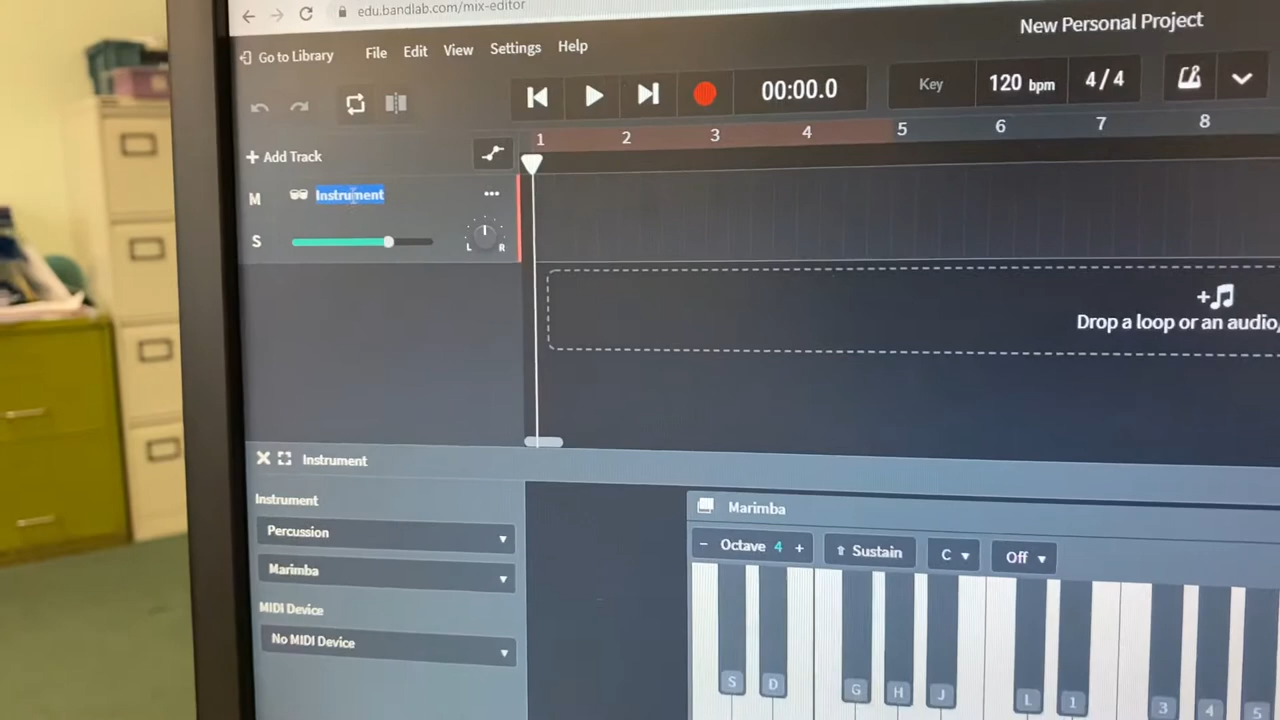 edu.bandlab.com/mix-editor
New Personal Project
Go to Library File Edit View Settings Help
00:00.0 Key 120 bpm 4/4
1 2 3 4 5 6 7 8
+ Add Track
M Instrument ...
S L R
+
Drop a loop or an audio
Instrument
Instrument
Percussion
Marimba
MIDI Device
No MIDI Device
Marimba
− Octave 4 + Sustain C Off
S D G H J L 1 3 4 5